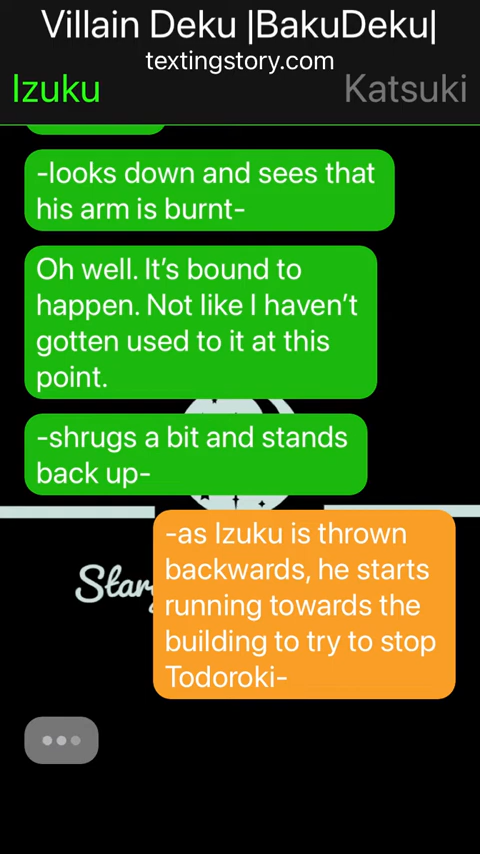 Villain Deku |BakuDeku|
textingstory.com
Izuku
Katsuki
-looks down and sees that
his arm is burnt-
Oh well. It’s bound to
happen. Not like I haven’t
gotten used to it at this
point.
-shrugs a bit and stands
back up-
-as Izuku is thrown
backwards, he starts
running towards the
building to try to stop
Todoroki-